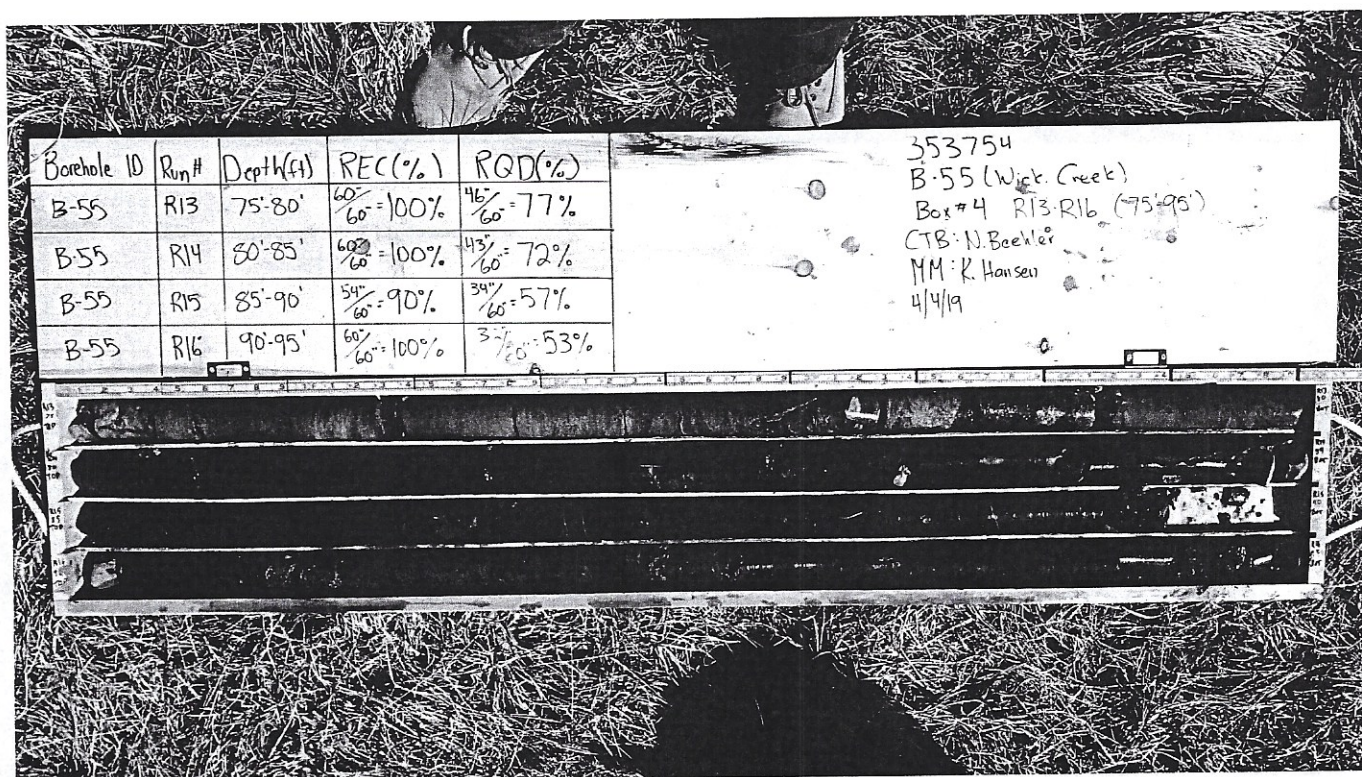 Borehole ID Run# Depth(ft) REC(%) RQD(%)
B-55 R13 75'-80' 60"/60"=100% 46"/60"=77%
B-55 R14 80'-85' 60"/60"=100% 43"/60"=72%
B-55 R15 85'-90' 54"/60"=90% 34"/60"=57%
B-55 R16 90'-95' 60"/60"=100% =53%
353754
B-55 (Wick. Creek)
Box #4 R13-R16 (75'-95')
CTB: N. Beehler
MM: K. Hansen
4/4/19